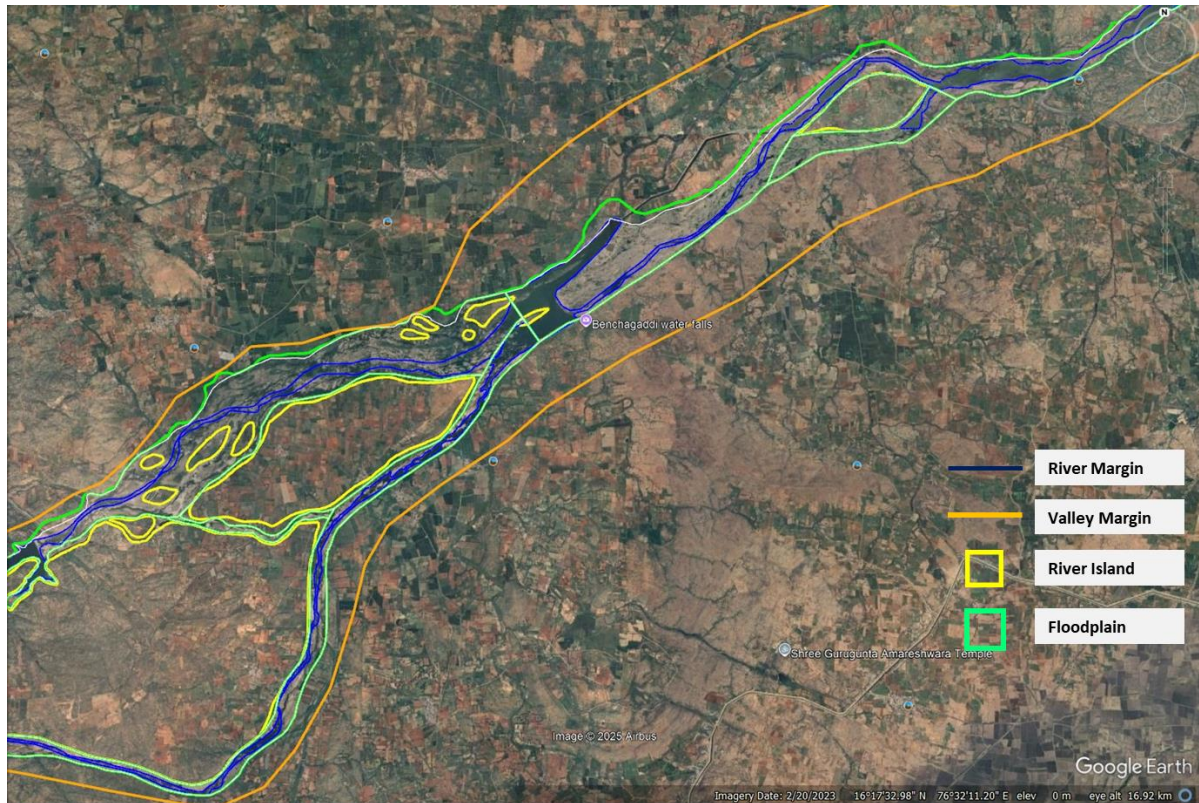 N
Benchagaddi water falls
River Margin
Valley Margin
River Island
Floodplain
Shree Gurugunta Amareshwara Temple
Image © 2025 Airbus
Google Earth
Imagery Date: 2/20/2023 16°17'32.98" N 76°32'11.20" E elev 0 m eye alt 16.92 km